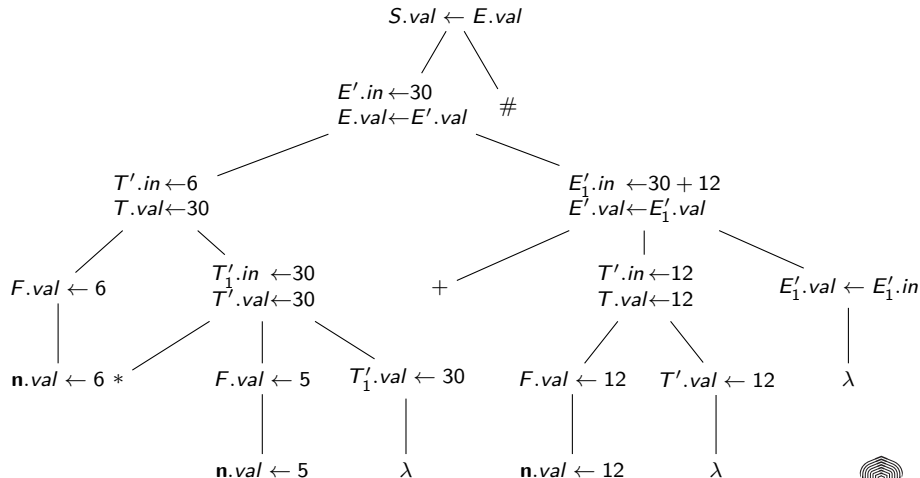 S.val ← E.val
E′.in ←30
E.val←E′.val
#
T′.in ←6
T.val←30
E′₁.in ←30 + 12
E′.val←E′₁.val
F.val ← 6
T′₁.in ←30
T′.val←30
+
T′.in ←12
T.val←12
E′₁.val ← E′₁.in
n.val ← 6 * F.val ← 5 T′₁.val ← 30 F.val ← 12 T′.val ← 12 λ
n.val ← 5 λ n.val ← 12 λ